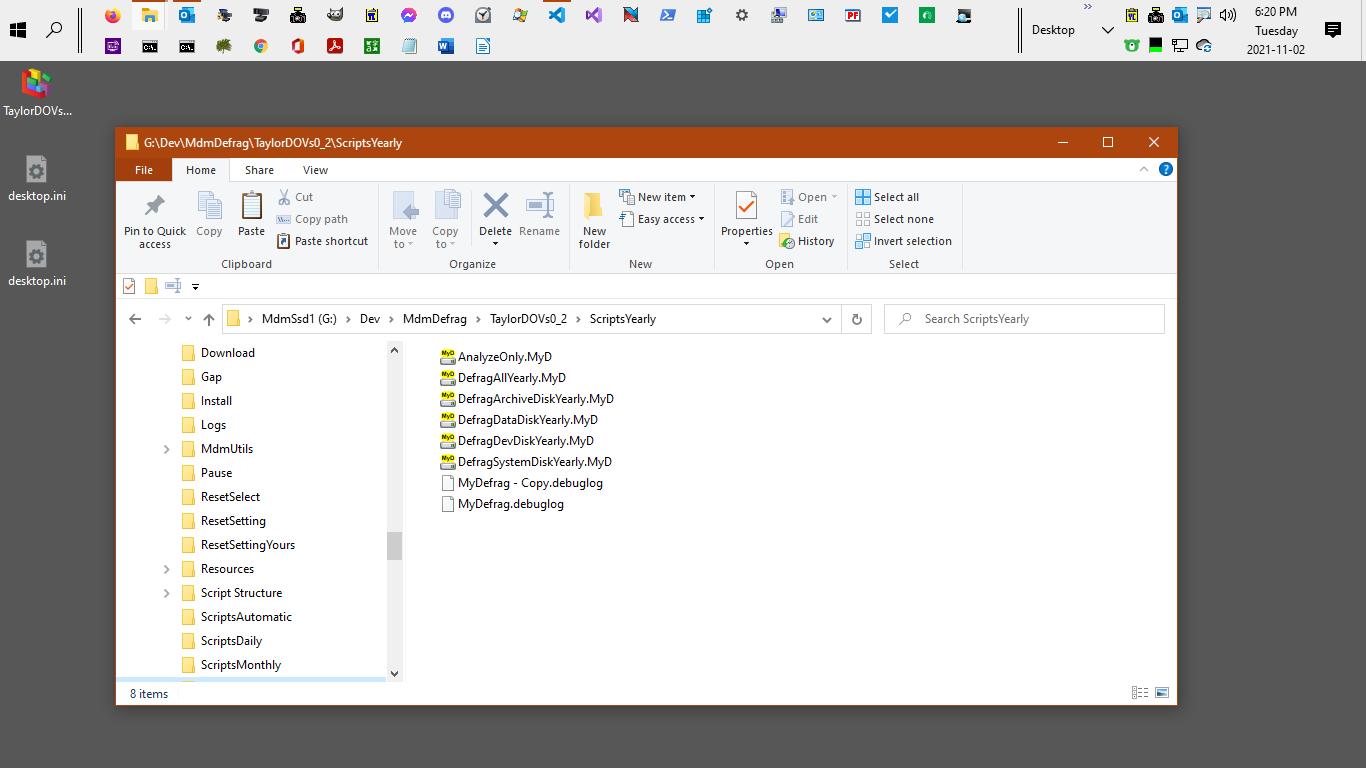 Desktop
6:20 PM
Tuesday
2021-11-02
TaylorDOVs...
desktop.ini
desktop.ini
G:\Dev\MdmDefrag\TaylorDOVs0_2\ScriptsYearly
File Home Share View
Pin to Quick access
Copy
Paste
Cut
Copy path
Paste shortcut
Clipboard
Move to
Copy to
Delete
Rename
Organize
New folder
New item
Easy access
New
Properties
Open
Edit
History
Open
Select all
Select none
Invert selection
Select
MdmSsd1 (G:) > Dev > MdmDefrag > TaylorDOVs0_2 > ScriptsYearly
Search ScriptsYearly
Download
Gap
Install
Logs
MdmUtils
Pause
ResetSelect
ResetSetting
ResetSettingYours
Resources
Script Structure
ScriptsAutomatic
ScriptsDaily
ScriptsMonthly
AnalyzeOnly.MyD
DefragAllYearly.MyD
DefragArchiveDiskYearly.MyD
DefragDataDiskYearly.MyD
DefragDevDiskYearly.MyD
DefragSystemDiskYearly.MyD
MyDefrag - Copy.debuglog
MyDefrag.debuglog
8 items